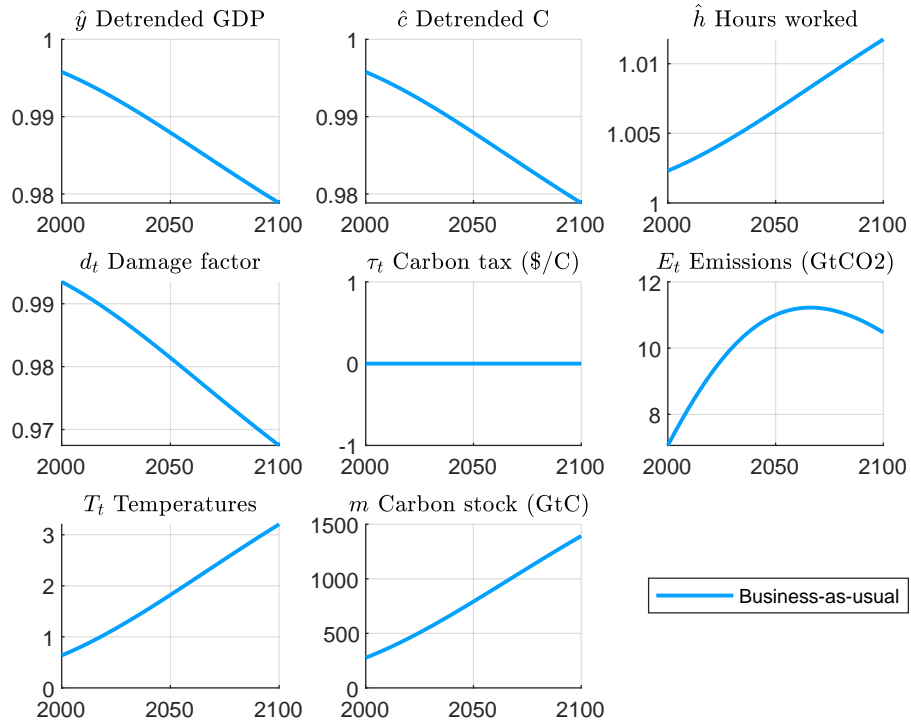 ŷ Detrended GDP
1
0.99
0.98
2000 2050 2100
ĉ Detrended C
1
0.99
0.98
2000 2050 2100
ĥ Hours worked
1.01
1.005
1
2000 2050 2100
d_t Damage factor
0.99
0.98
0.97
2000 2050 2100
τ_t Carbon tax ($/C)
1
0
-1
2000 2050 2100
E_t Emissions (GtCO2)
12
10
8
2000 2050 2100
T_t Temperatures
3
2
1
0
2000 2050 2100
m Carbon stock (GtC)
1500
1000
500
0
2000 2050 2100
Business-as-usual